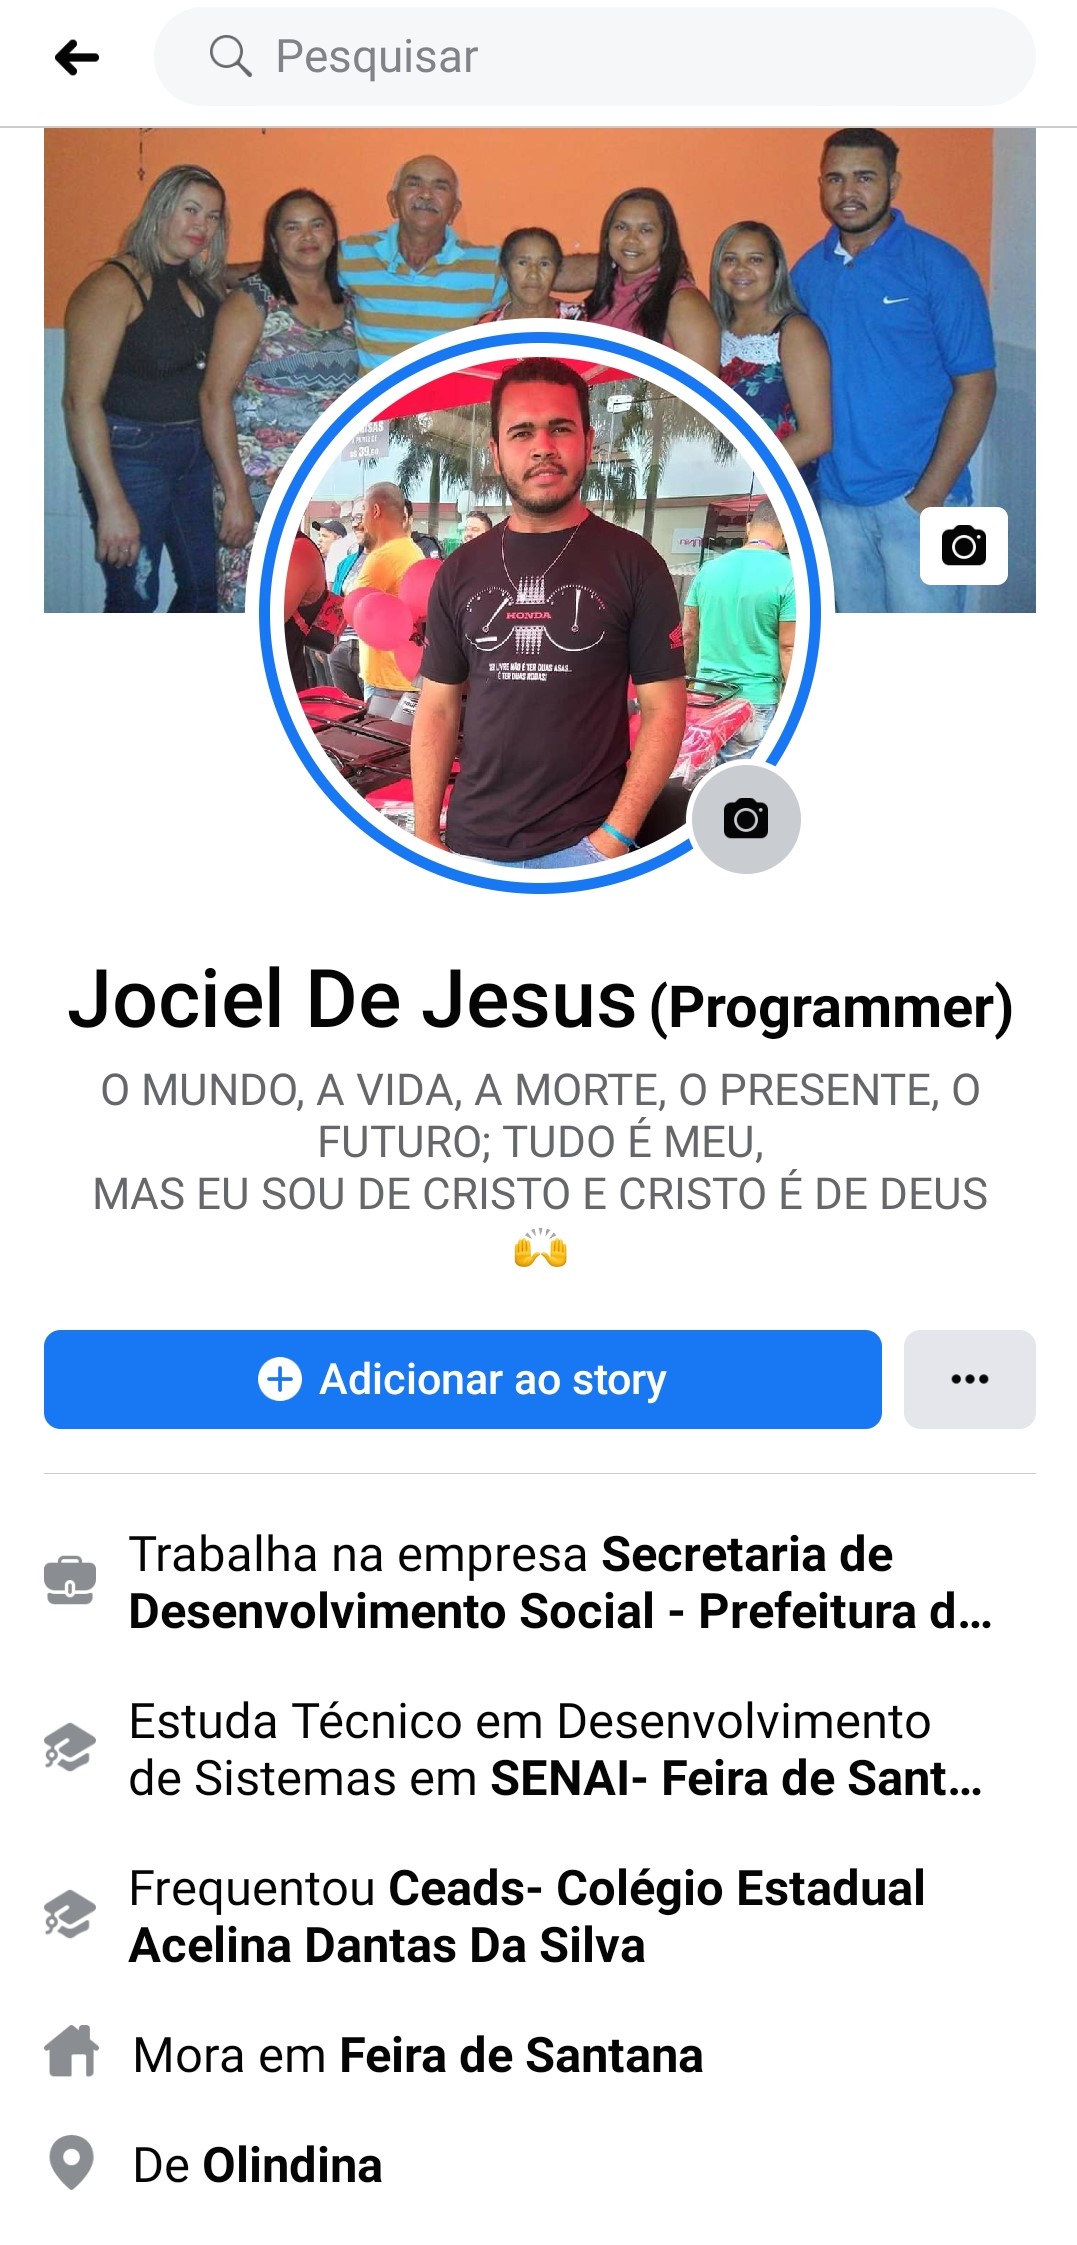 Pesquisar
HONDA
Jociel De Jesus (Programmer)
O MUNDO, A VIDA, A MORTE, O PRESENTE, O
FUTURO; TUDO É MEU,
MAS EU SOU DE CRISTO E CRISTO É DE DEUS
🙌
Adicionar ao story
Trabalha na empresa Secretaria de
Desenvolvimento Social - Prefeitura d...
Estuda Técnico em Desenvolvimento
de Sistemas em SENAI- Feira de Sant...
Frequentou Ceads- Colégio Estadual
Acelina Dantas Da Silva
Mora em Feira de Santana
De Olindina